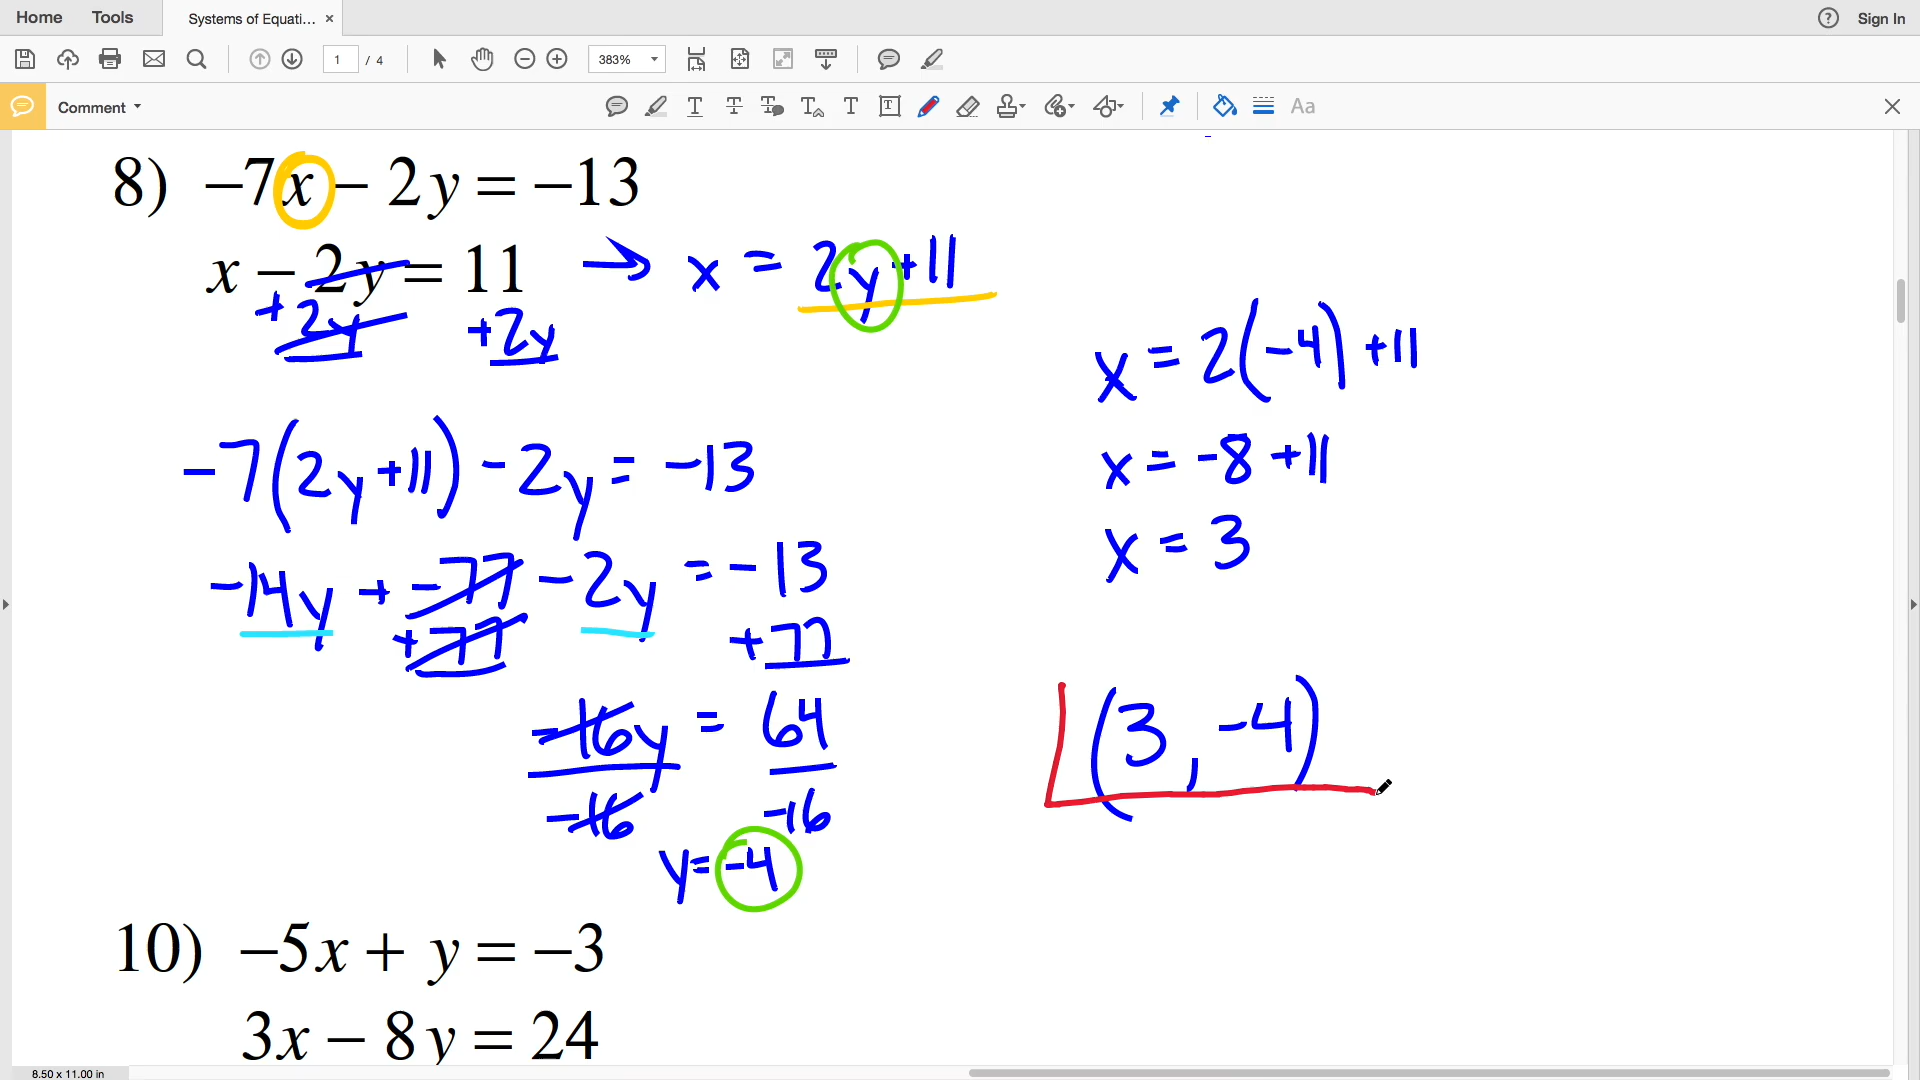 Home Tools Systems of Equati... × ? Sign In
1 / 4 383%
Comment T T T T T T Aa
8) −7x − 2y = −13
x − 2y = 11 → x = 2y + 11
+2y +2y
x = 2(−4) + 11
−7(2y + 11) − 2y = −13
x = −8 + 11
−14y + −77 − 2y = −13
x = 3
+77 +77
−16y = 64
(3, −4)
−16 −16
y = −4
10) −5x + y = −3
3x − 8y = 24
8.50 x 11.00 in